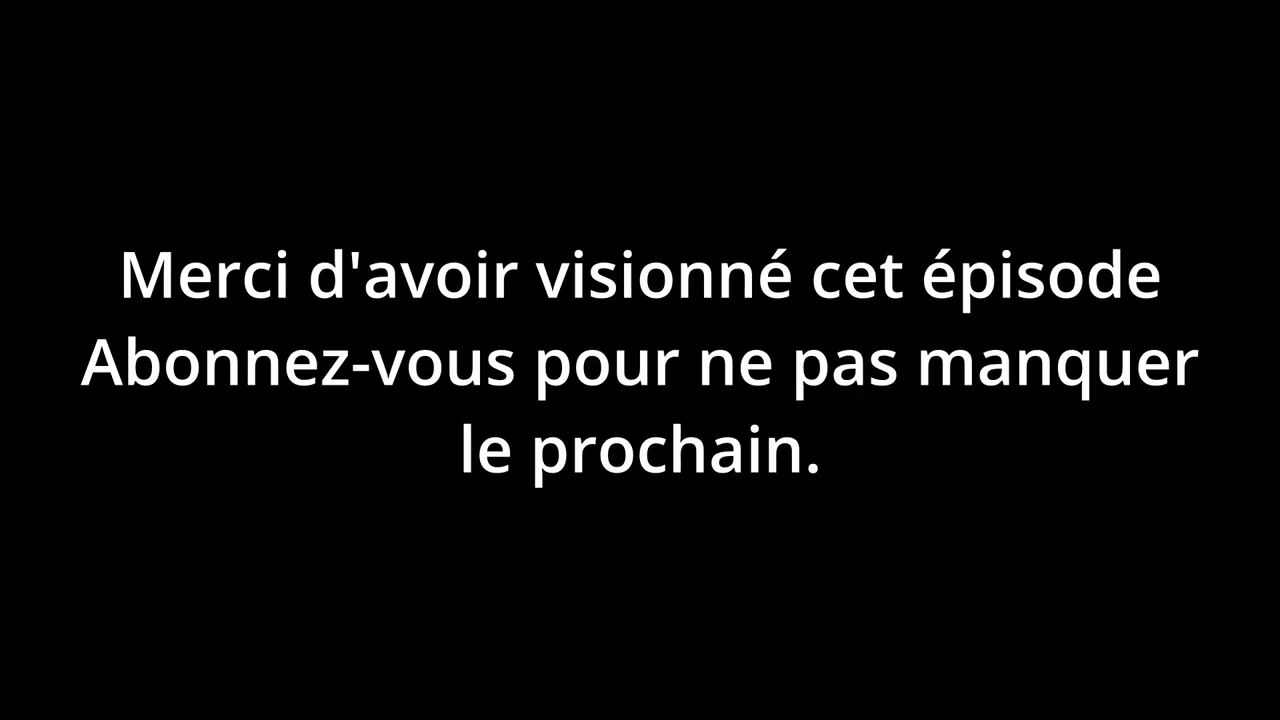 Merci d'avoir visionné cet épisode
Abonnez-vous pour ne pas manquer
le prochain.